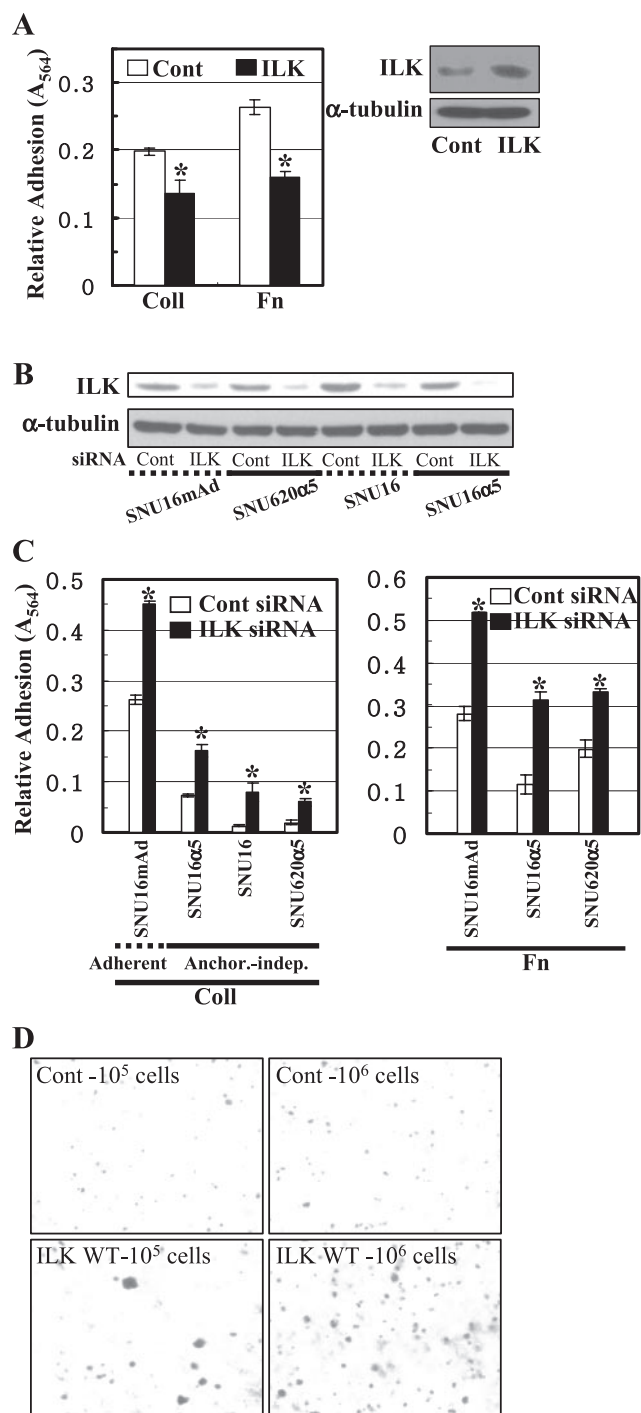 A
Relative Adhesion (A564)
0.3
0.2
0.1
0
Cont ILK
* *
Coll Fn
ILK
α-tubulin
Cont ILK
B
ILK
α-tubulin
siRNA Cont ILK Cont ILK Cont ILK Cont ILK
SNU16mAd SNU620α5 SNU16 SNU16α5
C
Relative Adhesion (A564)
0.5
0.4
0.3
0.2
0.1
0
Cont siRNA
ILK siRNA
* * * *
SNU16mAd SNU16α5 SNU16 SNU620α5
Adherent Anchor.-indep.
Coll
0.6
0.5
0.4
0.3
0.2
0.1
0
Cont siRNA
ILK siRNA
* * *
SNU16mAd SNU16α5 SNU620α5
Fn
D
Cont -10⁵ cells
Cont -10⁶ cells
ILK WT-10⁵ cells
ILK WT -10⁶ cells